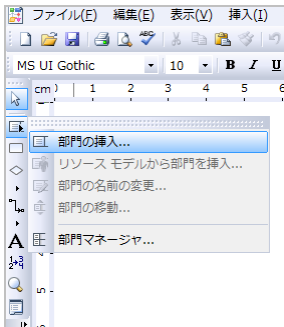 ファイル(F) 編集(E) 表示(V) 挿入(I)
MS UI Gothic 10 B I U
cm 1 2 3 4 5 6
部門の挿入...
リソース モデルから部門を挿入...
部門の名前の変更...
部門の移動...
部門マネージャ...
A